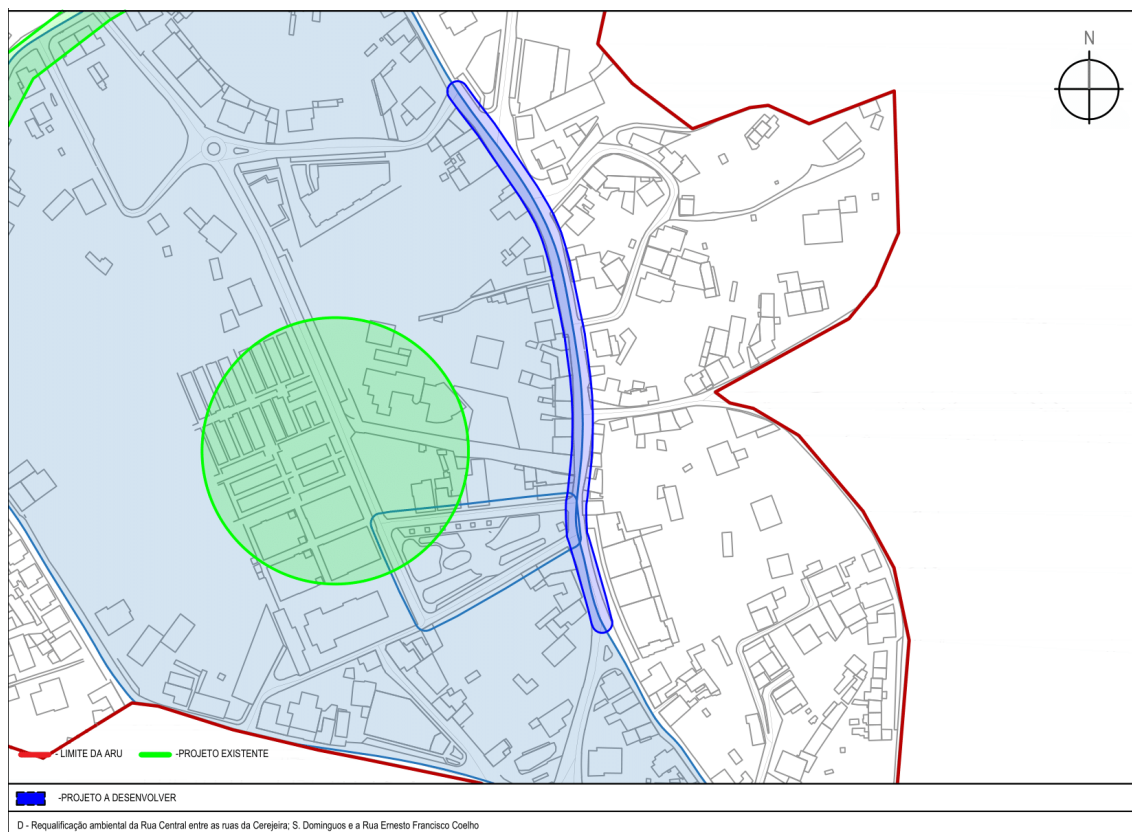 N
- LIMITE DA ARU
-PROJETO EXISTENTE
-PROJETO A DESENVOLVER
D - Requalificação ambiental da Rua Central entre as ruas da Cerejeira; S. Dominguos e a Rua Ernesto Francisco Coelho